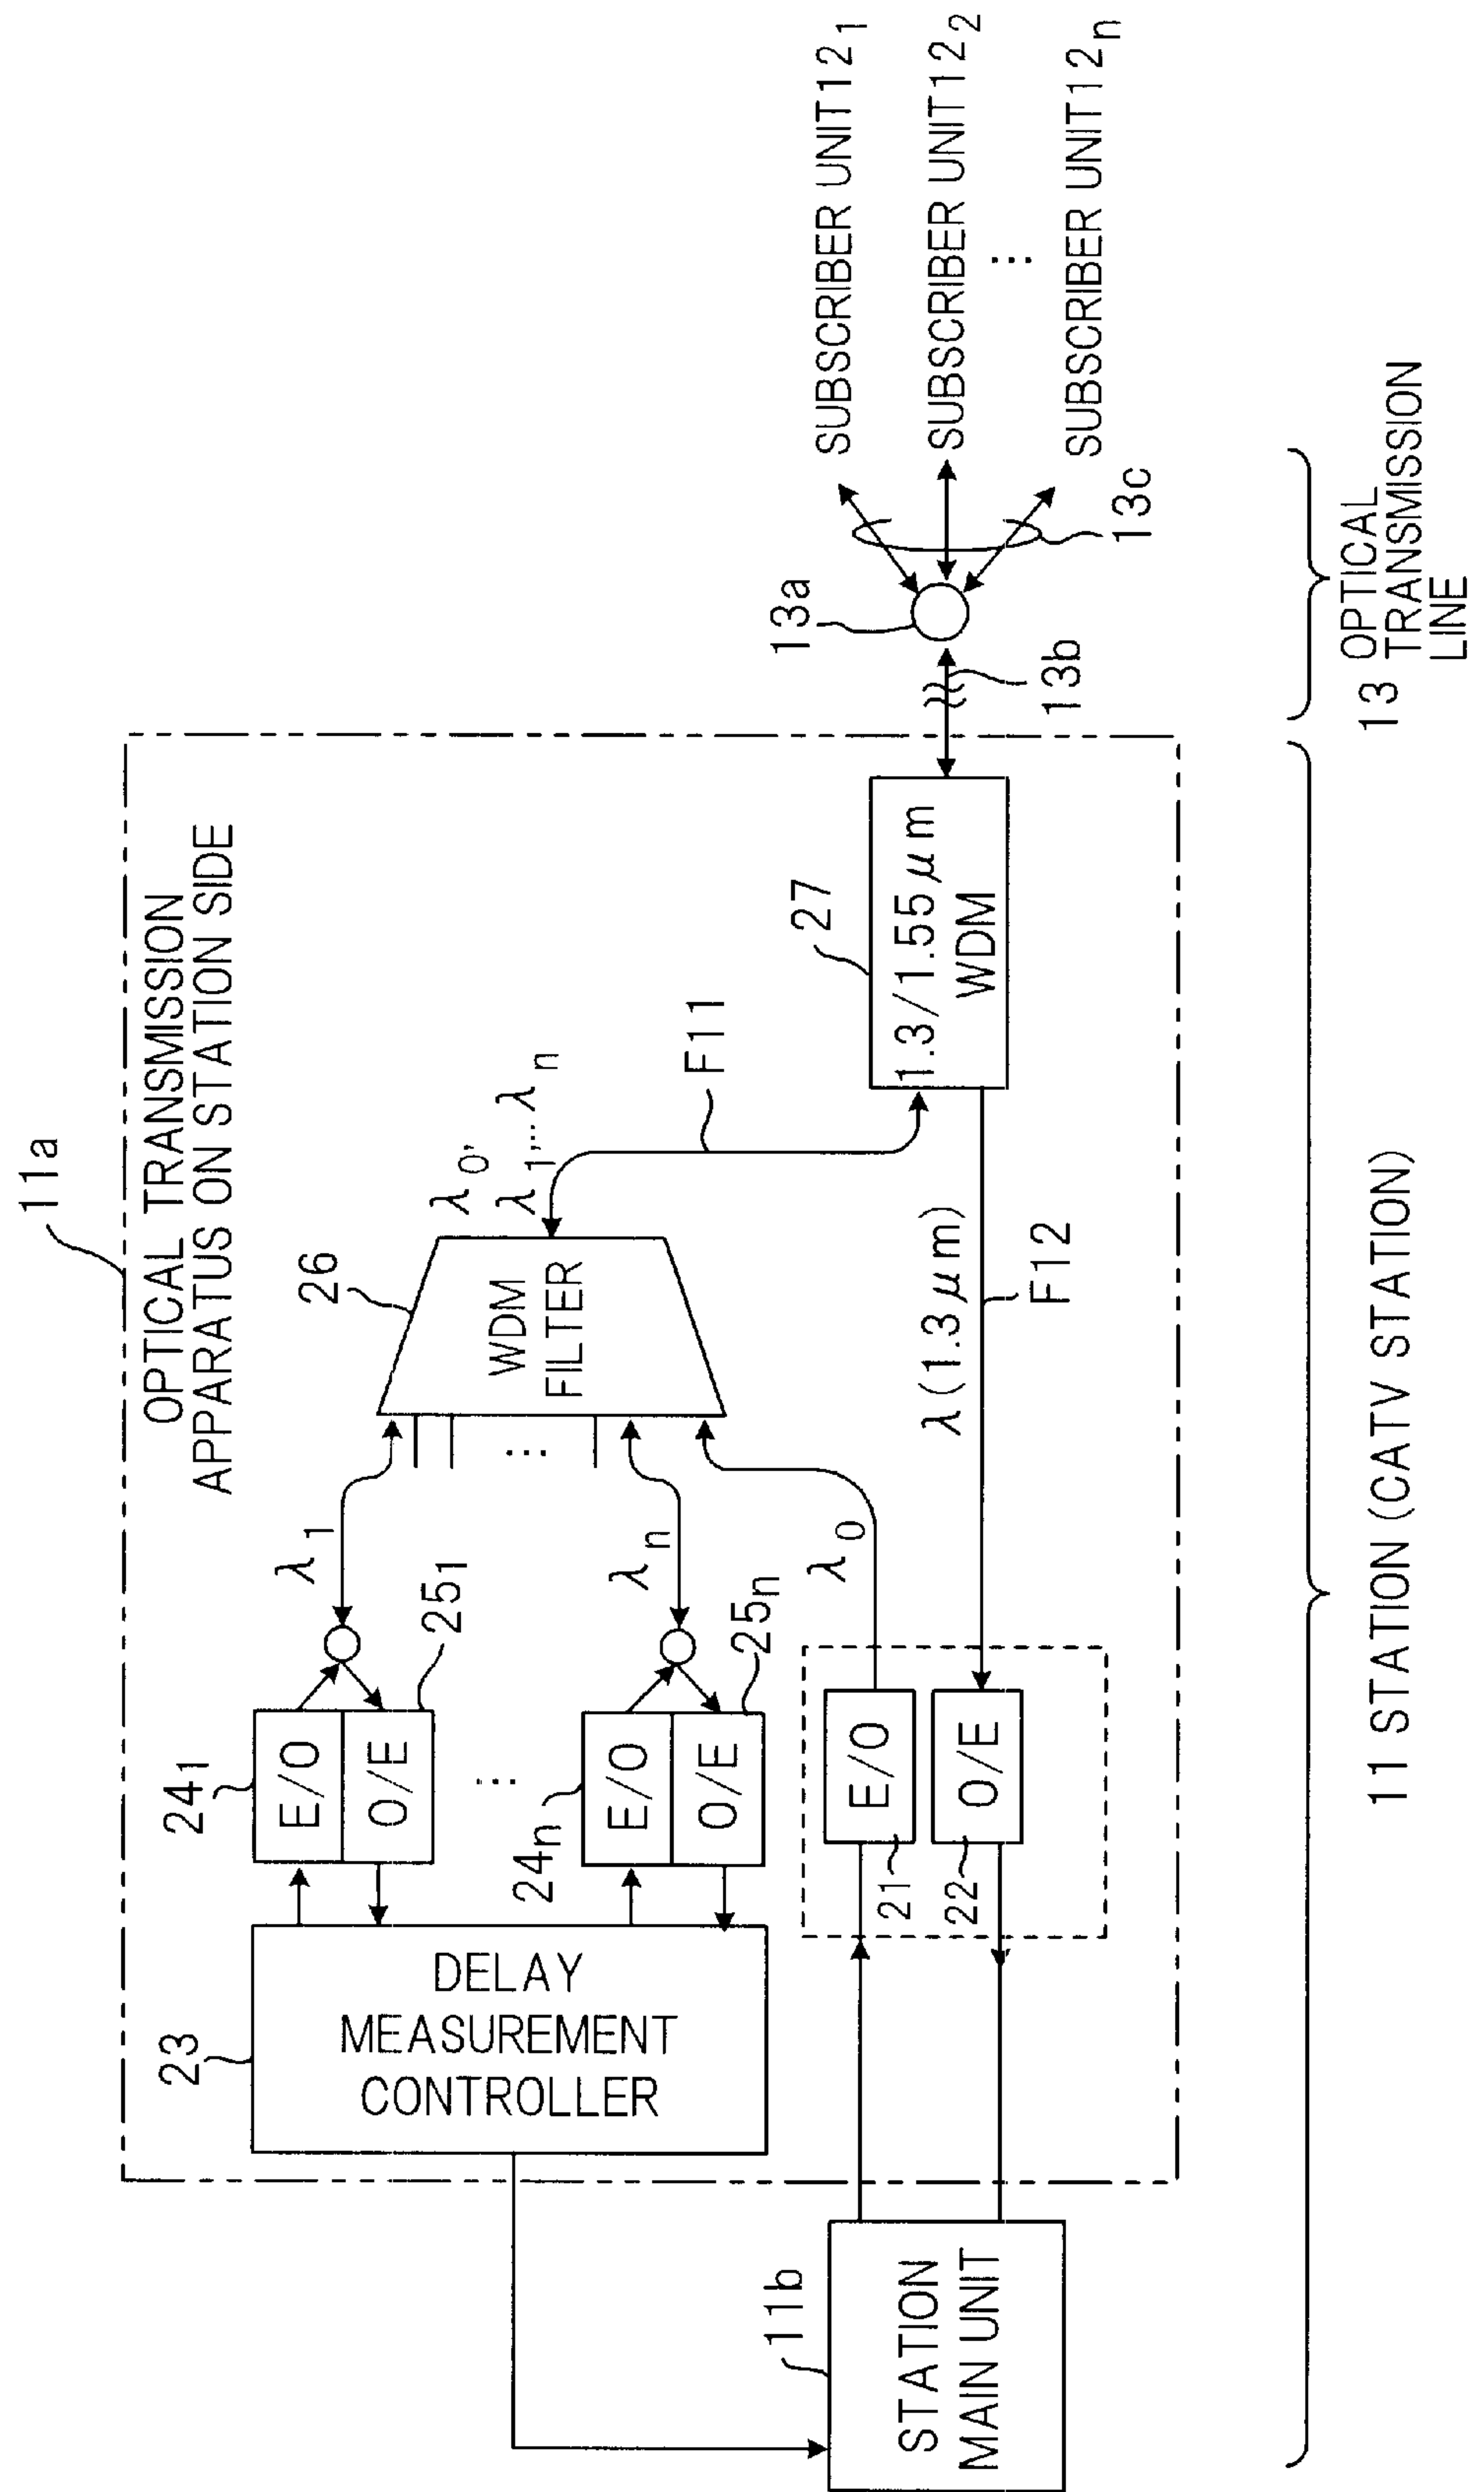 11a
OPTICAL TRANSMISSION
APPARATUS ON STATION SIDE
23
DELAY
MEASUREMENT
CONTROLLER
24₁
E/O
O/E
25₁
λ₁
⋮
24ₙ
E/O
O/E
25ₙ
λₙ
26
WDM
FILTER
λ₀,
λ₁,...λₙ
F11
E/O
21
λ₀
O/E
22
λ(1.3μm)
F12
27
1.3/1.55μm
WDM
11b
STATION
MAIN UNIT
13a
13b
13c
SUBSCRIBER UNIT12₁
SUBSCRIBER UNIT12₂
⋮
SUBSCRIBER UNIT12ₙ
11 STATION (CATV STATION)
13 OPTICAL
TRANSMISSION
LINE